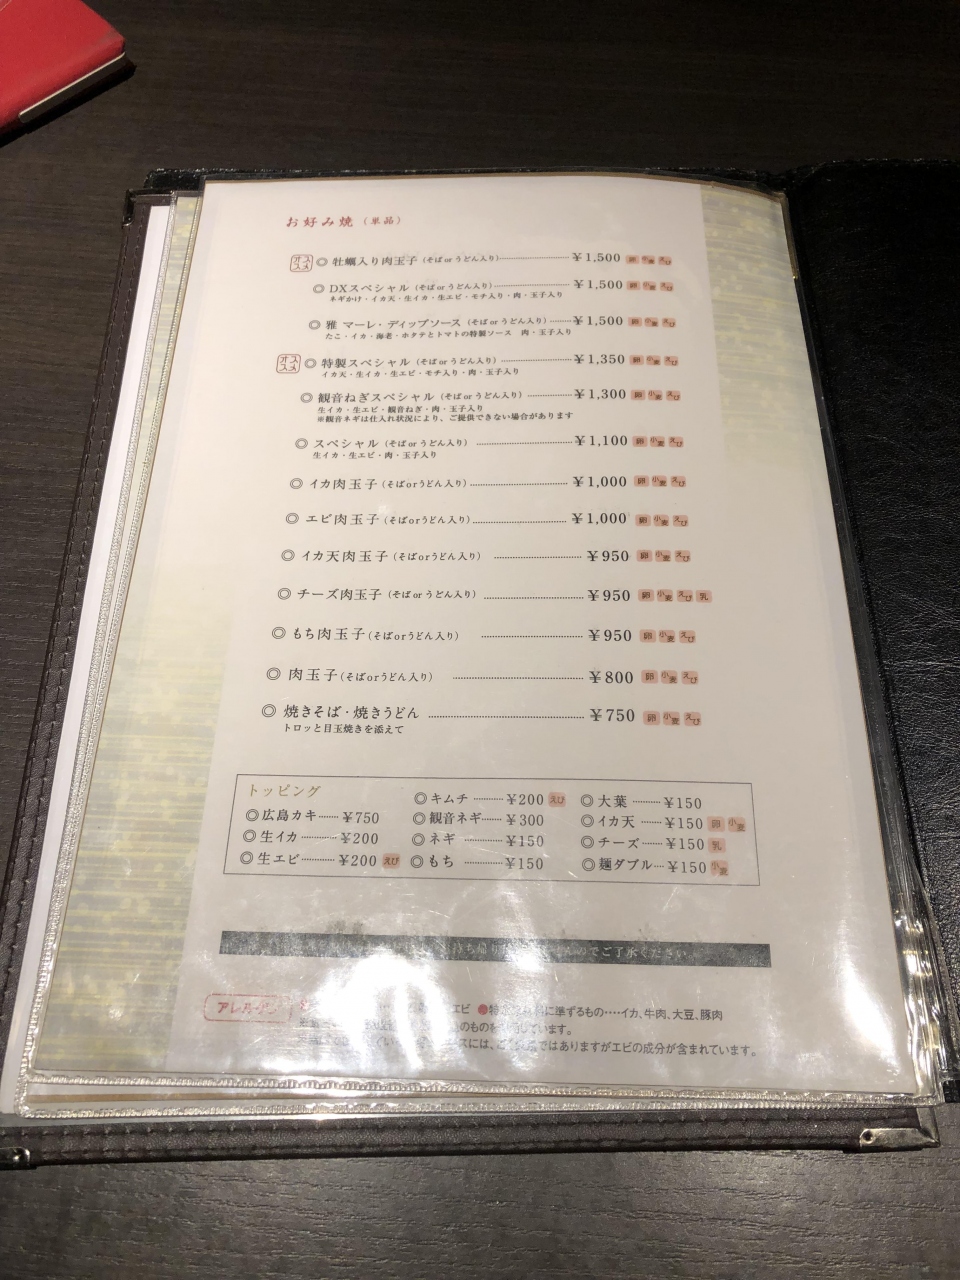 お好み焼（単品）
オススメ ◎ 牡蠣入り肉玉子（そば or うどん入り） ￥1,500 卵 小麦 えび
◎ DXスペシャル（そば or うどん入り） ￥1,500 卵 小麦 えび
ネギかけ・イカ天・生イカ・生エビ・モチ入り・肉・玉子入り
◎ 雅 マーレ・ディップソース（そば or うどん入り） ￥1,500 卵 小麦 えび
たこ・イカ・海老・ホタテとトマトの特製ソース 肉・玉子入り
オススメ ◎ 特製スペシャル（そば or うどん入り） ￥1,350 卵 小麦 えび
イカ天・生イカ・生エビ・モチ入り・肉・玉子入り
◎ 観音ねぎスペシャル（そば or うどん入り） ￥1,300 卵 小麦 えび
生イカ・生エビ・観音ねぎ・肉・玉子入り
※観音ネギは仕入れ状況により、ご提供できない場合があります
◎ スペシャル（そば or うどん入り） ￥1,100 卵 小麦 えび
生イカ・生エビ・肉・玉子入り
◎ イカ肉玉子（そばorうどん入り） ￥1,000 卵 小麦 えび
◎ エビ肉玉子（そばorうどん入り） ￥1,000 卵 小麦 えび
◎ イカ天肉玉子（そばorうどん入り） ￥950 卵 小麦 えび
◎ チーズ肉玉子（そば or うどん入り） ￥950 卵 小麦 えび 乳
◎ もち肉玉子（そばorうどん入り） ￥950 卵 小麦 えび
◎ 肉玉子（そばorうどん入り） ￥800 卵 小麦 えび
◎ 焼きそば・焼きうどん ￥750 卵 小麦 えび
トロッと目玉焼きを添えて
トッピング
◎広島カキ ￥750
◎生イカ ￥200
◎生エビ ￥200 えび
◎キムチ ￥200 えび
◎観音ネギ ￥300
◎ネギ ￥150
◎もち ￥150
◎大葉 ￥150
◎イカ天 ￥150 卵 小麦
◎チーズ ￥150 乳
◎麺ダブル ￥150 小麦
のでご了承ください
アレルゲン エビ ●特定 に準ずるもの‥‥イカ、牛肉、大豆、豚肉
のものを しています。
スには、 ではありますがエビの成分が含まれています。